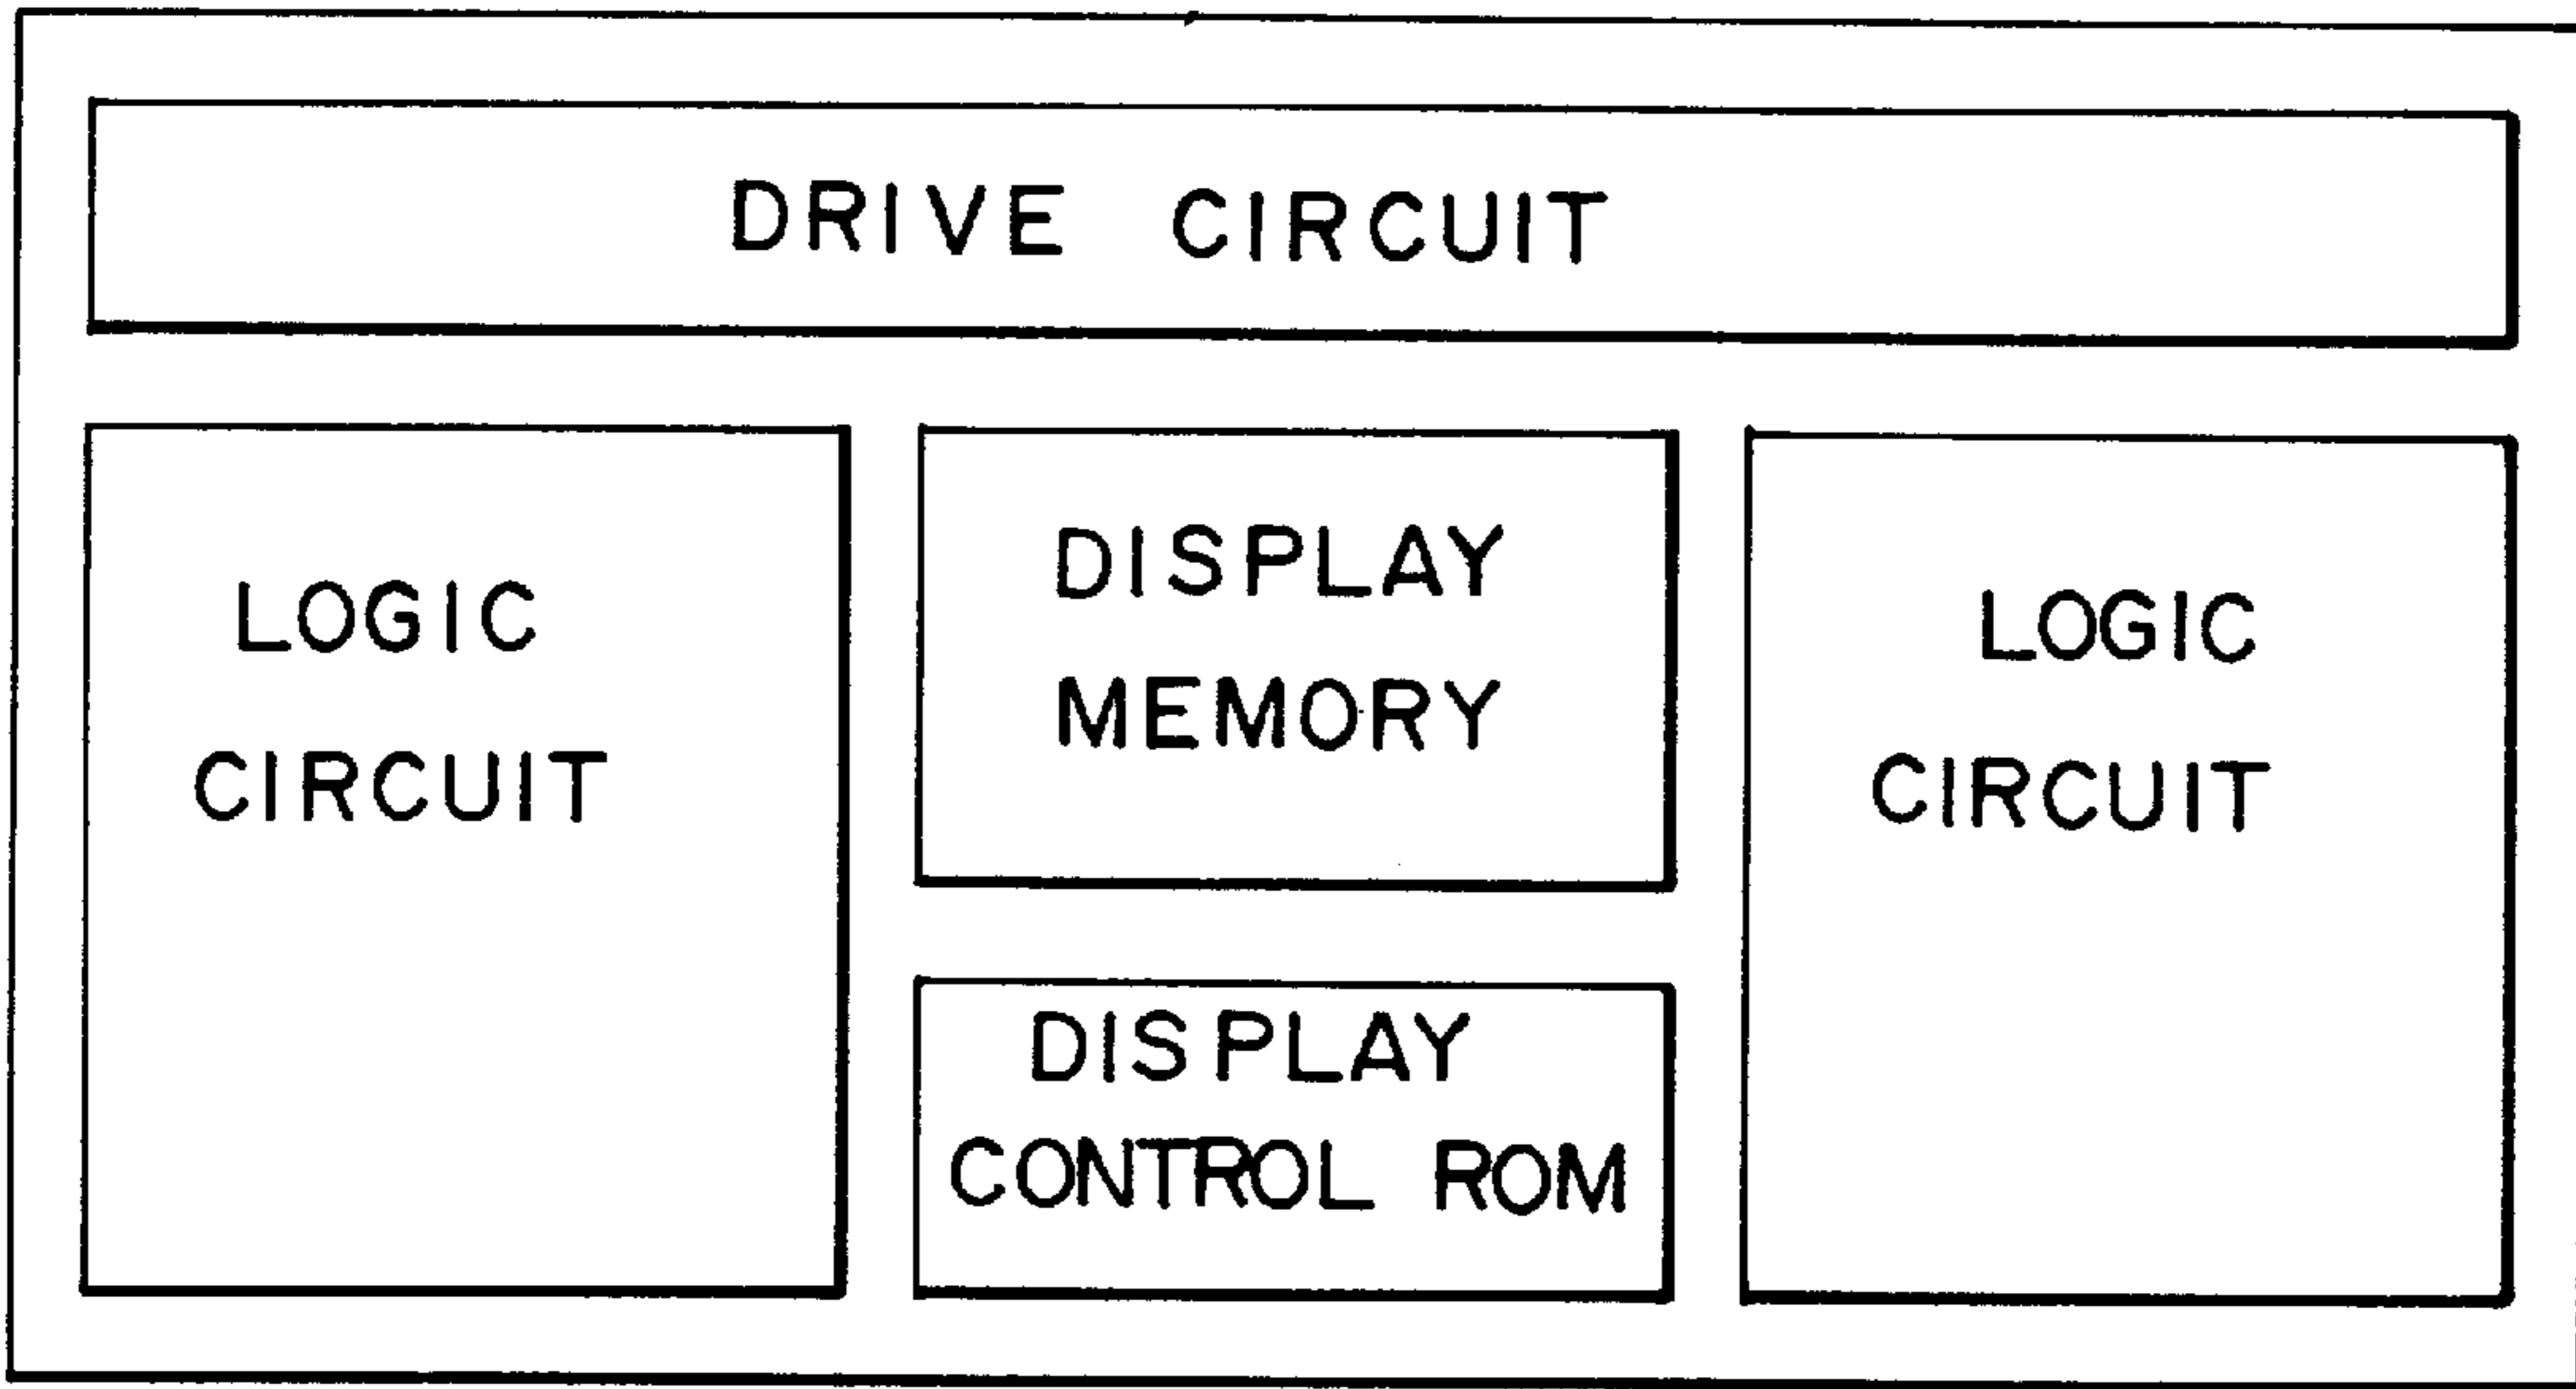 DRIVE CIRCUIT
LOGIC
CIRCUIT
DISPLAY
MEMORY
DISPLAY
CONTROL ROM
LOGIC
CIRCUIT